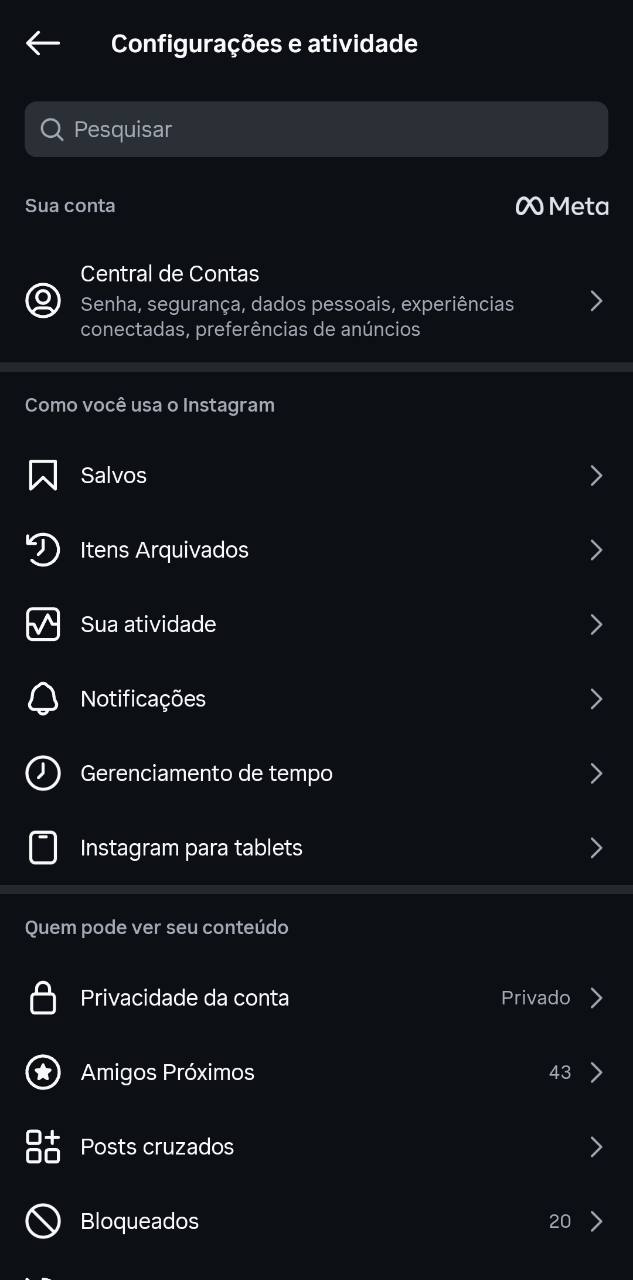 Configurações e atividade
Pesquisar
Sua conta
Meta
Central de Contas
Senha, segurança, dados pessoais, experiências
conectadas, preferências de anúncios
Como você usa o Instagram
Salvos
Itens Arquivados
Sua atividade
Notificações
Gerenciamento de tempo
Instagram para tablets
Quem pode ver seu conteúdo
Privacidade da conta Privado
Amigos Próximos 43
Posts cruzados
Bloqueados 20